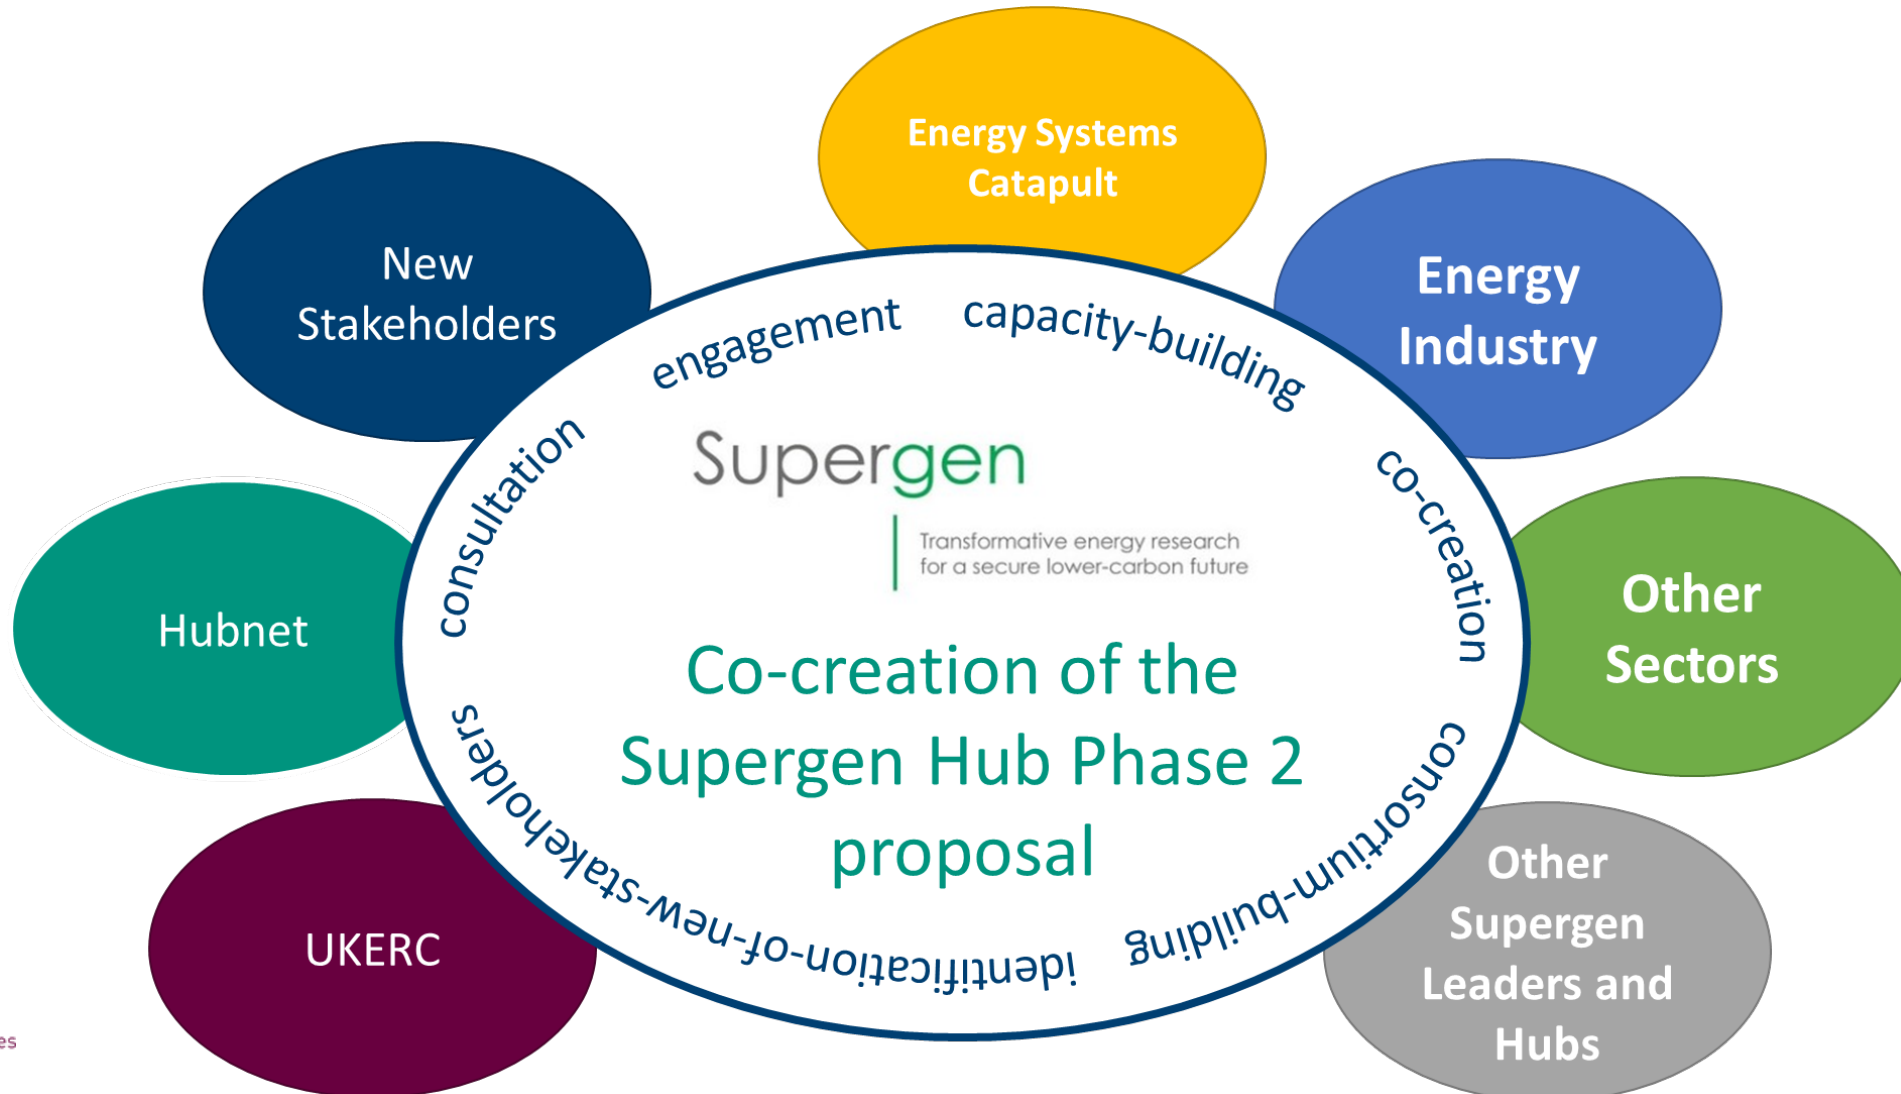 Energy Systems
Catapult
New
Stakeholders
Energy
Industry
engagement
capacity-building
consultation
co-creation
Supergen
Transformative energy research
for a secure lower-carbon future
Hubnet
Other
Sectors
Co-creation of the
Supergen Hub Phase 2
proposal
consortium-building
identification-of-new-stakeholders
UKERC
Other
Supergen
Leaders and
Hubs
es